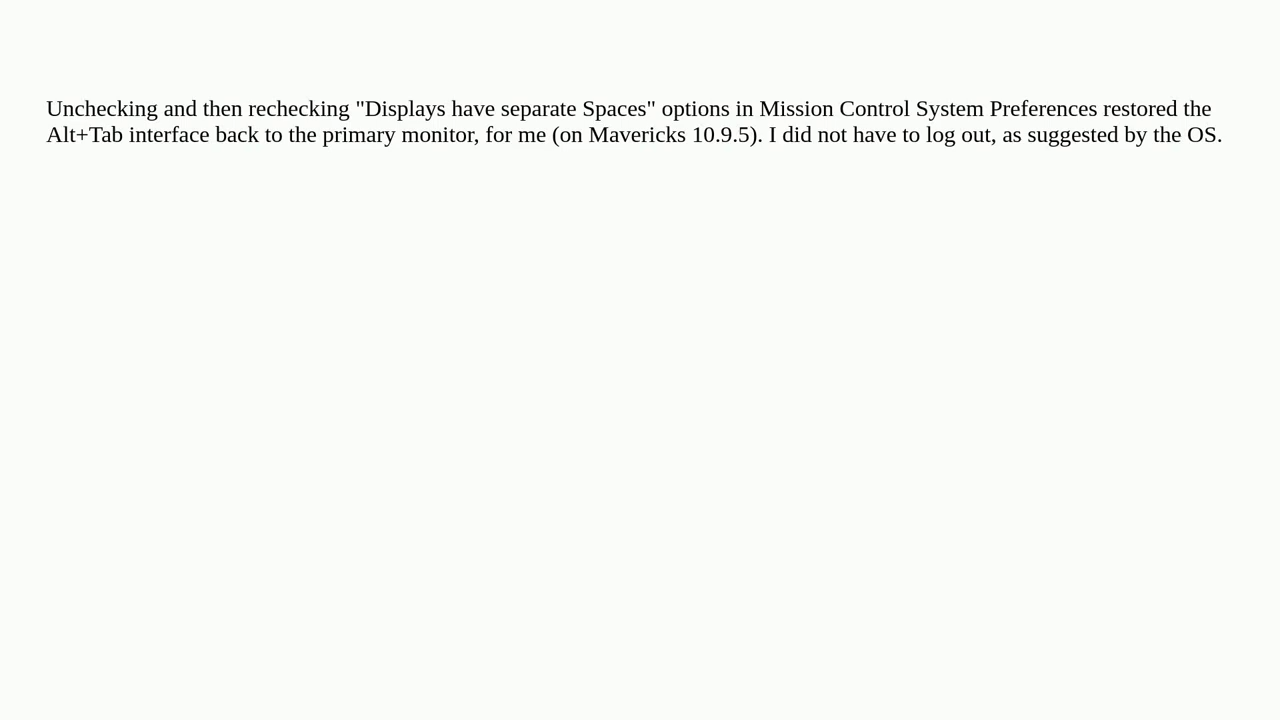 Unchecking and then rechecking "Displays have separate Spaces" options in Mission Control System Preferences restored the
Alt+Tab interface back to the primary monitor, for me (on Mavericks 10.9.5). I did not have to log out, as suggested by the OS.